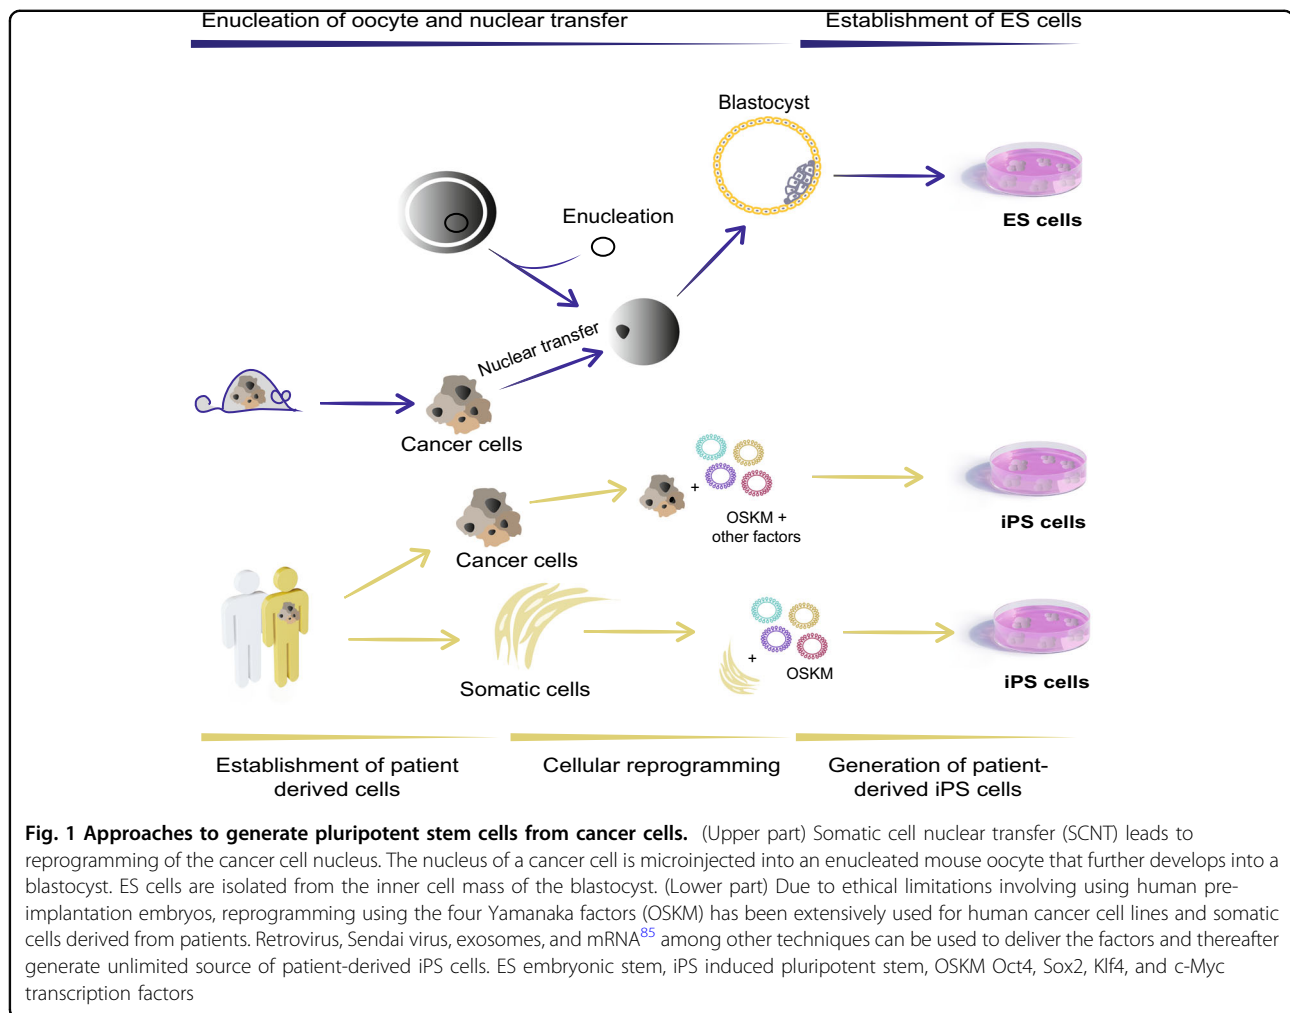 Enucleation of oocyte and nuclear transfer
Establishment of ES cells
Blastocyst
Enucleation
ES cells
Nuclear transfer
Cancer cells
+
OSKM +
other factors
iPS cells
Cancer cells
Somatic cells
+
OSKM
iPS cells
Establishment of patient
derived cells
Cellular reprogramming
Generation of patient-
derived iPS cells
Fig. 1 Approaches to generate pluripotent stem cells from cancer cells. (Upper part) Somatic cell nuclear transfer (SCNT) leads to
reprogramming of the cancer cell nucleus. The nucleus of a cancer cell is microinjected into an enucleated mouse oocyte that further develops into a
blastocyst. ES cells are isolated from the inner cell mass of the blastocyst. (Lower part) Due to ethical limitations involving using human pre-
implantation embryos, reprogramming using the four Yamanaka factors (OSKM) has been extensively used for human cancer cell lines and somatic
cells derived from patients. Retrovirus, Sendai virus, exosomes, and mRNA85 among other techniques can be used to deliver the factors and thereafter
generate unlimited source of patient-derived iPS cells. ES embryonic stem, iPS induced pluripotent stem, OSKM Oct4, Sox2, Klf4, and c-Myc
transcription factors